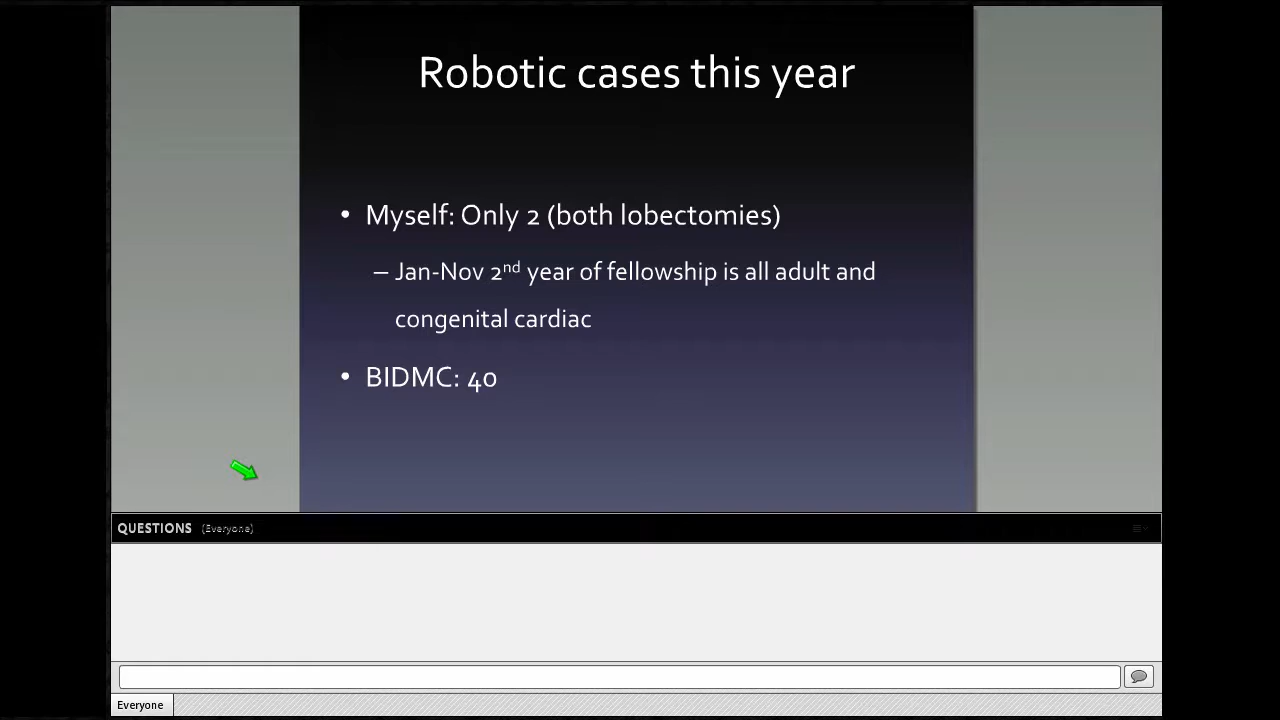 Robotic cases this year
• Myself: Only 2 (both lobectomies)
– Jan-Nov 2nd year of fellowship is all adult and
congenital cardiac
• BIDMC: 40
QUESTIONS (Everyone)
Everyone